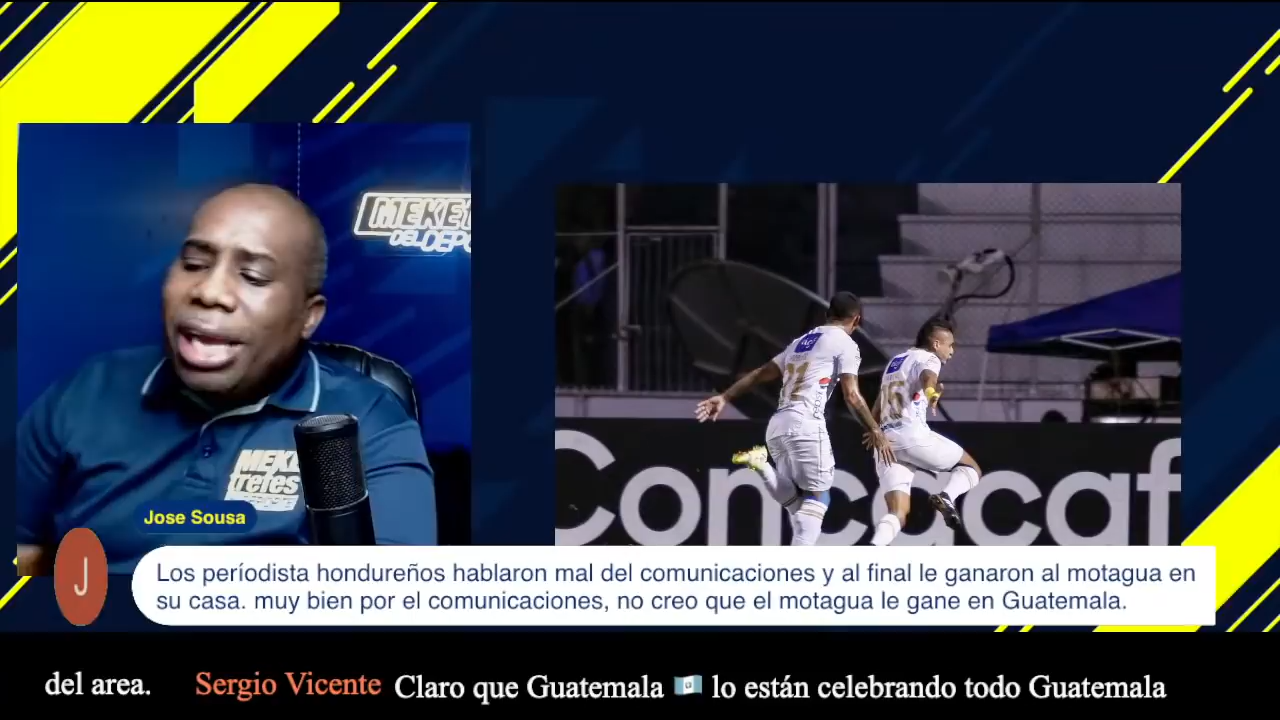 MEKE
DEL DEPO
MEKE
trefes
Jose Sousa
J
Los períodista hondureños hablaron mal del comunicaciones y al final le ganaron al motagua en
su casa. muy bien por el comunicaciones, no creo que el motagua le gane en Guatemala.
21
16
Concacaf
del area. Sergio Vicente Claro que Guatemala 🇬🇹 lo están celebrando todo Guatemala